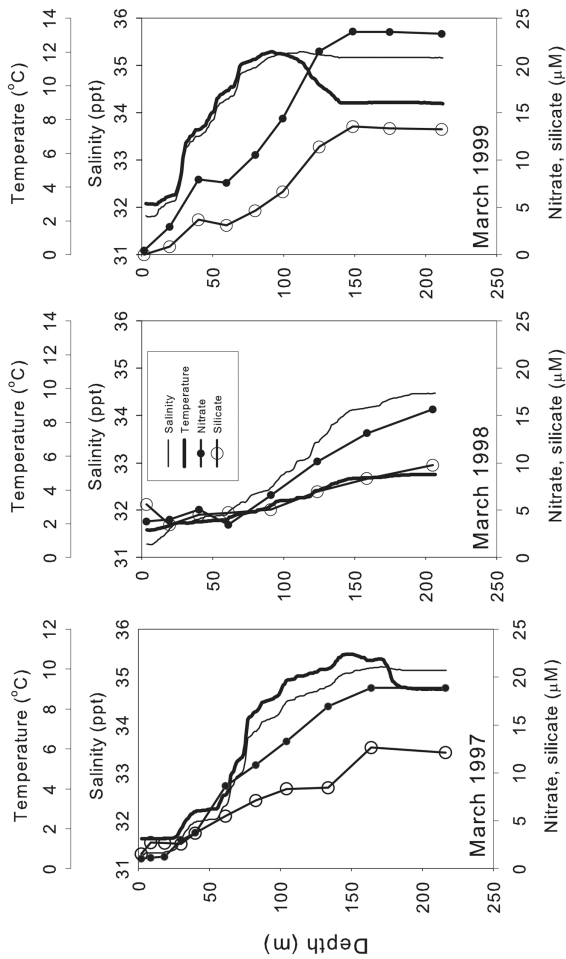 Temperature (°C)
0 2 4 6 8 10 12
Salinity (ppt)
31 32 33 34 35 36
Depth (m)
0
50
100
150
200
250
March 1997
0 5 10 15 20 25
Nitrate, silicate (μM)
Temperature (°C)
0 2 4 6 8 10 12 14
Salinity (ppt)
31 32 33 34 35 36
Salinity
Temperature
Nitrate
Silicate
0
50
100
150
200
250
March 1998
0 5 10 15 20 25
Nitrate, silicate (μM)
Temperatre (°C)
0 2 4 6 8 10 12 14
Salinity (ppt)
31 32 33 34 35 36
0
50
100
150
200
250
March 1999
0 5 10 15 20 25
Nitrate, silicate (μM)